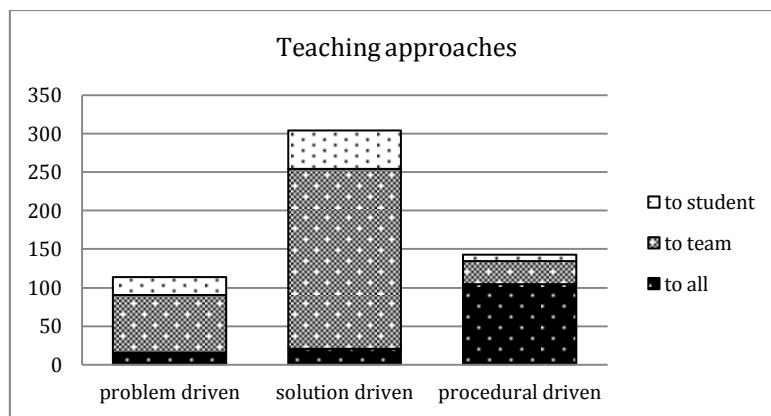 Teaching approaches
350
300
250
200
150
100
50
0
problem driven solution driven procedural driven
to student
to team
to all